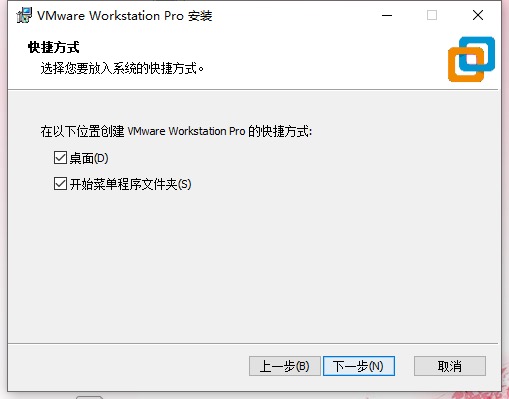 VMware Workstation Pro 安装
快捷方式
选择您要放入系统的快捷方式。
在以下位置创建 VMware Workstation Pro 的快捷方式:
桌面(D)
开始菜单程序文件夹(S)
上一步(B) 下一步(N) 取消